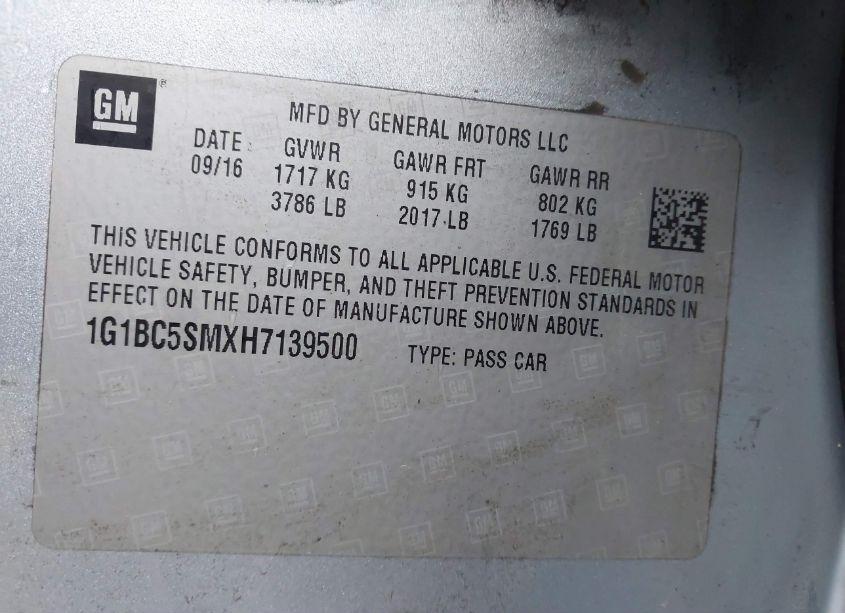 GM
MFD BY GENERAL MOTORS LLC
DATE GVWR GAWR FRT GAWR RR
09/16 1717 KG 915 KG 802 KG
3786 LB 2017 LB 1769 LB
THIS VEHICLE CONFORMS TO ALL APPLICABLE U.S. FEDERAL MOTOR
VEHICLE SAFETY, BUMPER, AND THEFT PREVENTION STANDARDS IN
EFFECT ON THE DATE OF MANUFACTURE SHOWN ABOVE.
1G1BC5SMXH7139500 TYPE: PASS CAR